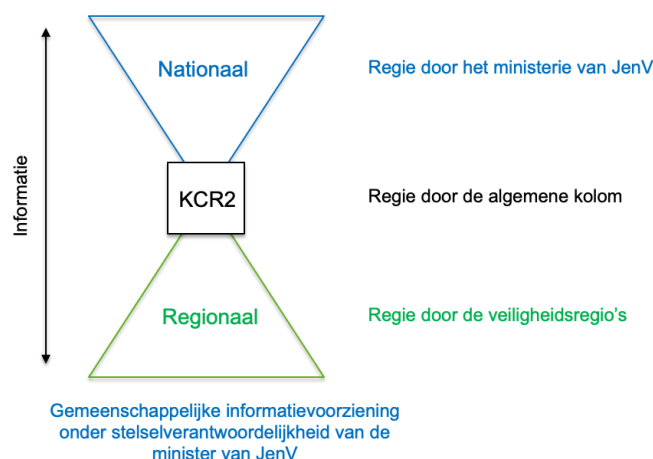 Nationaal
Regie door het ministerie van JenV
Informatie
KCR2
Regie door de algemene kolom
Regionaal
Regie door de veiligheidsregio's
Gemeenschappelijke informatievoorziening
onder stelselverantwoordelijkheid van de
minister van JenV